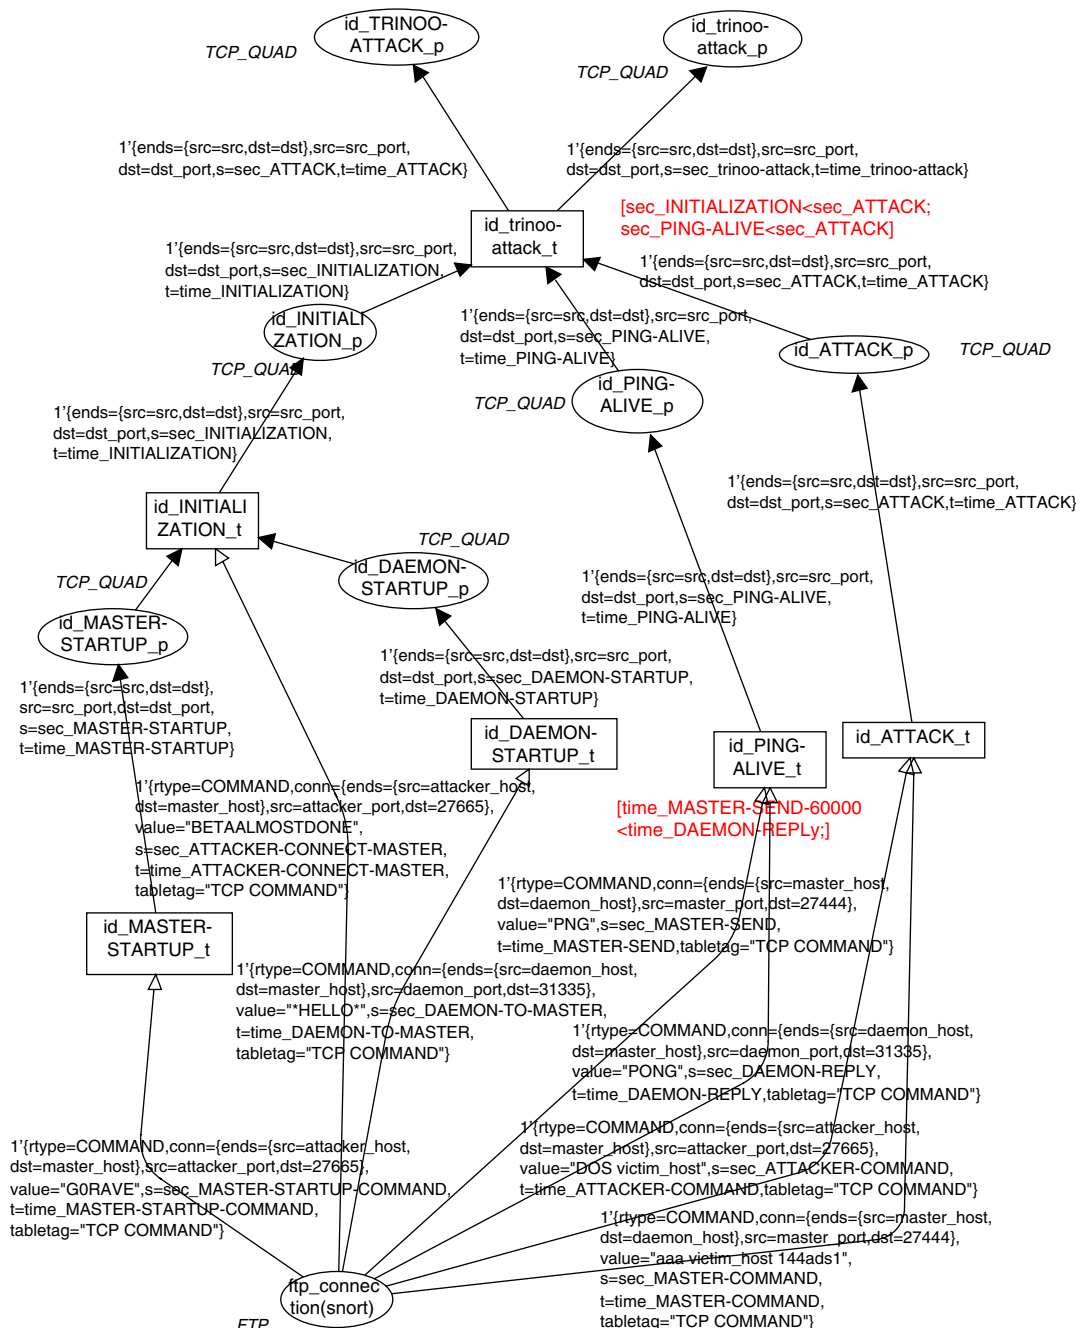 id_TRINOO-
ATTACK_p
id_trinoo-
attack_p
TCP_QUAD
TCP_QUAD
1'{ends={src=src,dst=dst},src=src_port,
dst=dst_port,s=sec_ATTACK,t=time_ATTACK}
1'{ends={src=src,dst=dst},src=src_port,
dst=dst_port,s=sec_trinoo-attack,t=time_trinoo-attack}
id_trinoo-
attack_t
[sec_INITIALIZATION<sec_ATTACK;
sec_PING-ALIVE<sec_ATTACK]
1'{ends={src=src,dst=dst},src=src_port,
dst=dst_port,s=sec_INITIALIZATION,
t=time_INITIALIZATION}
1'{ends={src=src,dst=dst},src=src_port,
dst=dst_port,s=sec_ATTACK,t=time_ATTACK}
id_INITIALI
ZATION_p
1'{ends={src=src,dst=dst},src=src_port,
dst=dst_port,s=sec_PING-ALIVE,
t=time_PING-ALIVE}
id_ATTACK_p
TCP_QUAD
TCP_QUAD
id_PING-
ALIVE_p
TCP_QUAD
1'{ends={src=src,dst=dst},src=src_port,
dst=dst_port,s=sec_INITIALIZATION,
t=time_INITIALIZATION}
1'{ends={src=src,dst=dst},src=src_port,
dst=dst_port,s=sec_ATTACK,t=time_ATTACK}
id_INITIALI
ZATION_t
TCP_QUAD
id_DAEMON-
STARTUP_p
TCP_QUAD
1'{ends={src=src,dst=dst},src=src_port,
dst=dst_port,s=sec_PING-ALIVE,
t=time_PING-ALIVE}
id_MASTER-
STARTUP_p
1'{ends={src=src,dst=dst},src=src_port,
dst=dst_port,s=sec_DAEMON-STARTUP,
t=time_DAEMON-STARTUP}
1'{ends={src=src,dst=dst},
src=src_port,dst=dst_port,
s=sec_MASTER-STARTUP,
t=time_MASTER-STARTUP}
id_DAEMON-
STARTUP_t
id_PING-
ALIVE_t
id_ATTACK_t
1'{rtype=COMMAND,conn={ends={src=attacker_host,
dst=master_host},src=attacker_port,dst=27665},
value="BETAALMOSTDONE",
s=sec_ATTACKER-CONNECT-MASTER,
t=time_ATTACKER-CONNECT-MASTER,
tabletag="TCP COMMAND"}
[time_MASTER-SEND-60000
<time_DAEMON-REPLy;]
1'{rtype=COMMAND,conn={ends={src=master_host,
dst=daemon_host},src=master_port,dst=27444},
value="PNG",s=sec_MASTER-SEND,
t=time_MASTER-SEND,tabletag="TCP COMMAND"}
id_MASTER-
STARTUP_t
1'{rtype=COMMAND,conn={ends={src=daemon_host,
dst=master_host},src=daemon_port,dst=31335},
value="*HELLO*",s=sec_DAEMON-TO-MASTER,
t=time_DAEMON-TO-MASTER,
tabletag="TCP COMMAND"}
1'{rtype=COMMAND,conn={ends={src=daemon_host,
dst=master_host},src=daemon_port,dst=31335},
value="PONG",s=sec_DAEMON-REPLY,
t=time_DAEMON-REPLY,tabletag="TCP COMMAND"}
1'{rtype=COMMAND,conn={ends={src=attacker_host,
dst=master_host},src=attacker_port,dst=27665},
value="G0RAVE",s=sec_MASTER-STARTUP-COMMAND,
t=time_MASTER-STARTUP-COMMAND,
tabletag="TCP COMMAND"}
1'{rtype=COMMAND,conn={ends={src=attacker_host,
dst=master_host},src=attacker_port,dst=27665},
value="DOS victim_host",s=sec_ATTACKER-COMMAND,
t=time_ATTACKER-COMMAND,tabletag="TCP COMMAND"}
1'{rtype=COMMAND,conn={ends={src=master_host,
dst=daemon_host},src=master_port,dst=27444},
value="aaa victim_host 144ads1",
s=sec_MASTER-COMMAND,
t=time_MASTER-COMMAND,
tabletag="TCP COMMAND"}
ftp_connec
tion(snort)
FTP